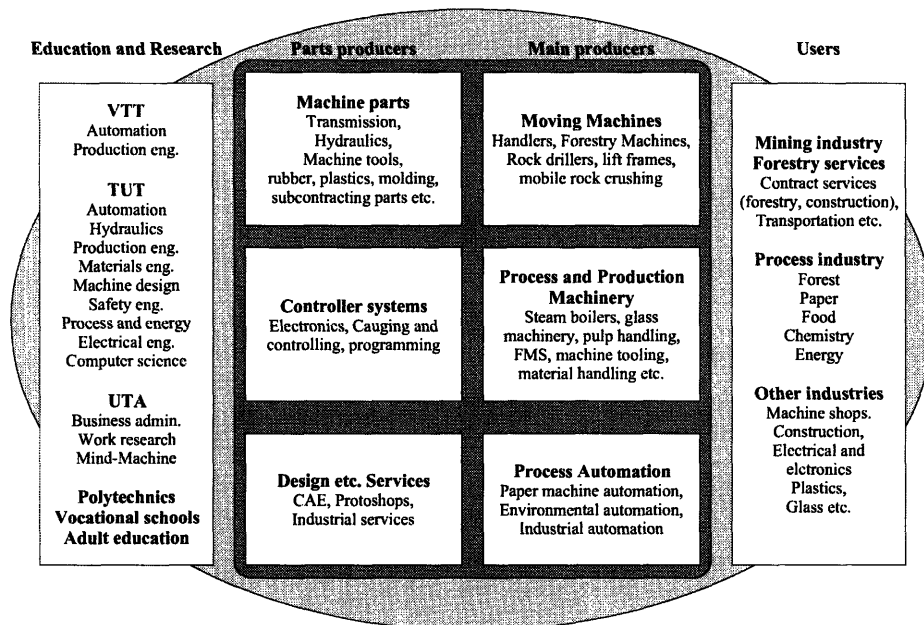 Education and Research
Parts producers
Main producers
Users
VTT
Automation
Production eng.
TUT
Automation
Hydraulics
Production eng.
Materials eng.
Machine design
Safety eng.
Process and energy
Electrical eng.
Computer science
UTA
Business admin.
Work research
Mind-Machine
Polytechnics
Vocational schools
Adult education
Machine parts
Transmission,
Hydraulics,
Machine tools,
rubber, plastics, molding,
subcontracting parts etc.
Controller systems
Electronics, Cauging and
controlling, programming
Design etc. Services
CAE, Protoshops,
Industrial services
Moving Machines
Handlers, Forestry Machines,
Rock drillers, lift frames,
mobile rock crushing
Process and Production
Machinery
Steam boilers, glass
machinery, pulp handling,
FMS, machine tooling,
material handling etc.
Process Automation
Paper machine automation,
Environmental automation,
Industrial automation
Mining industry
Forestry services
Contract services
(forestry, construction),
Transportation etc.
Process industry
Forest
Paper
Food
Chemistry
Energy
Other industries
Machine shops.
Construction,
Electrical and
elctronics
Plastics,
Glass etc.